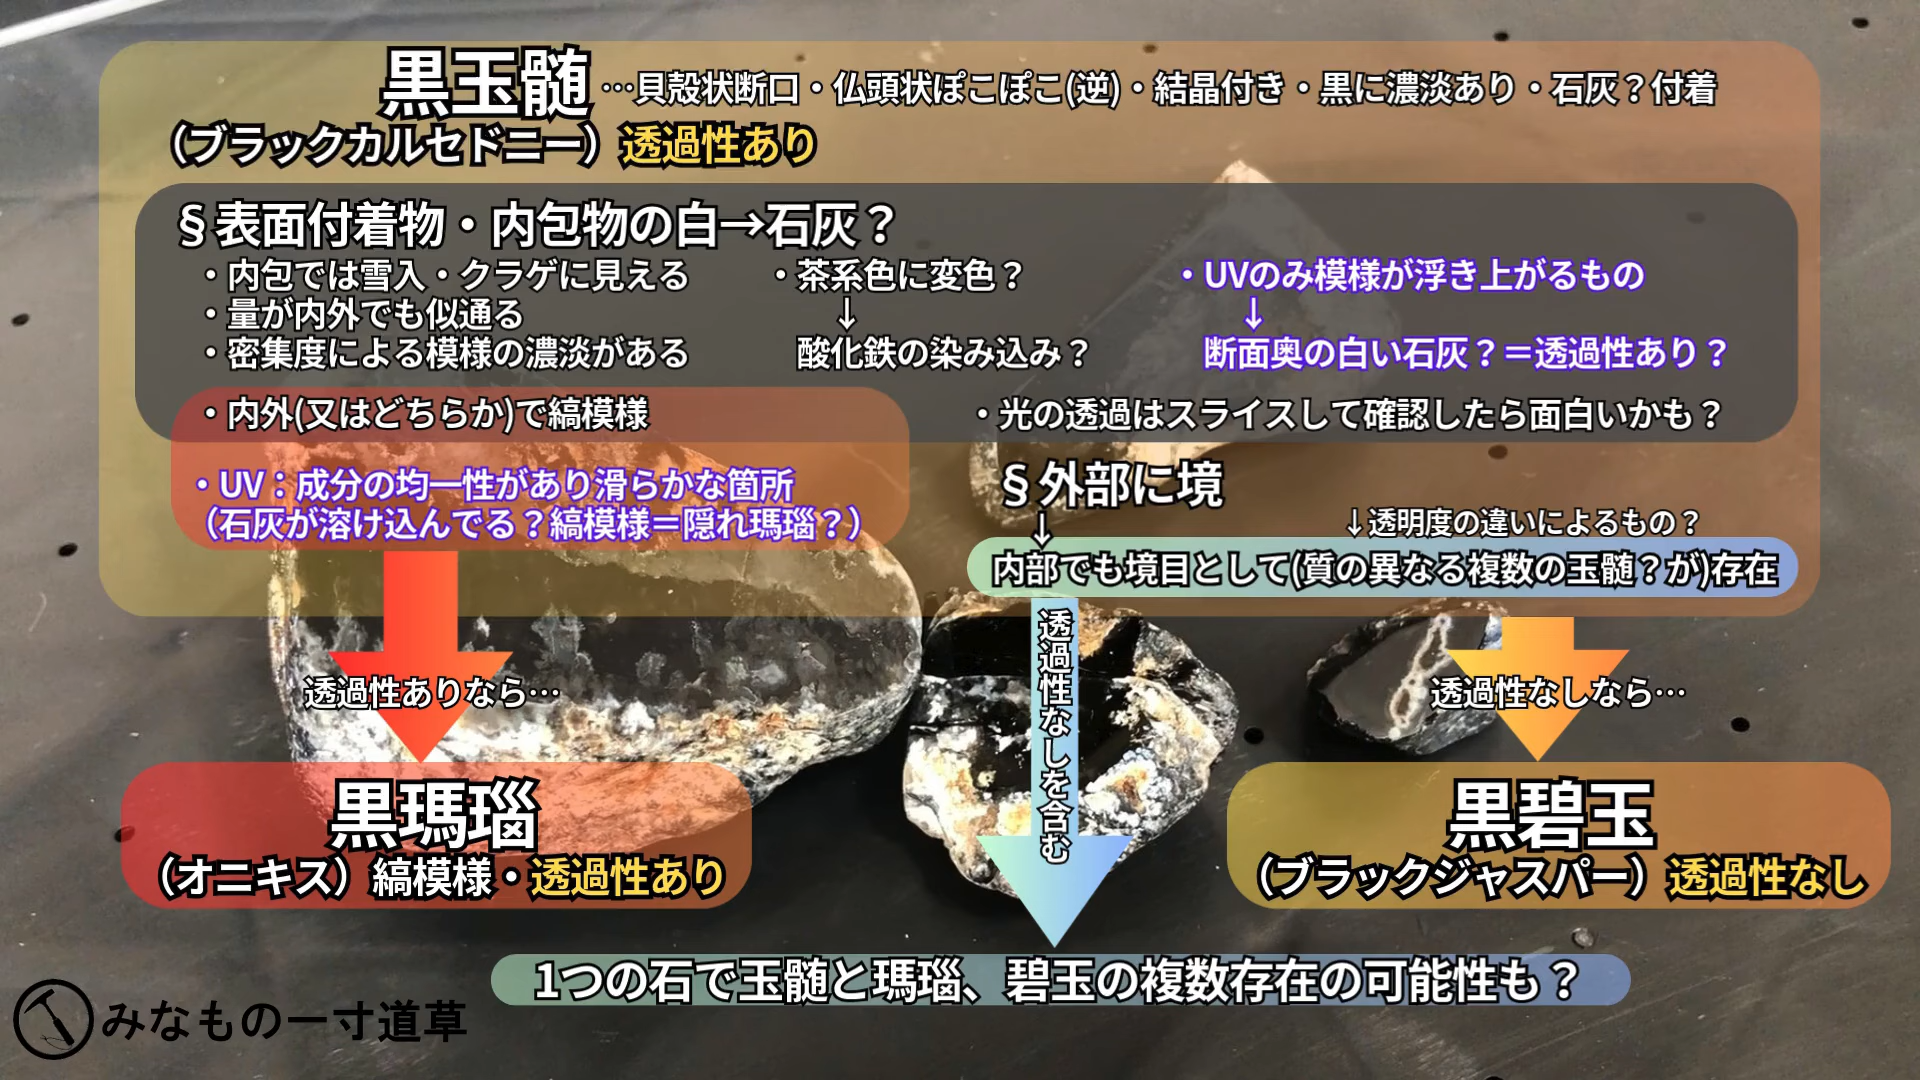 黒玉髄…貝殻状断口・仏頭状ぽこぽこ(逆)・結晶付き・黒に濃淡あり・石灰？付着
（ブラックカルセドニー）透過性あり
§表面付着物・内包物の白→石灰？
・内包では雪入・クラゲに見える
・量が内外でも似通る
・密集度による模様の濃淡がある
・茶系色に変色？
↓
酸化鉄の染み込み？
・UVのみ模様が浮き上がるもの
↓
断面奥の白い石灰？＝透過性あり？
・内外(又はどちらか)で縞模様
・光の透過はスライスして確認したら面白いかも？
・UV：成分の均一性があり滑らかな箇所
（石灰が溶け込んでる？縞模様＝隠れ瑪瑙？）
§外部に境
↓
↓透明度の違いによるもの？
内部でも境目として(質の異なる複数の玉髄？が)存在
透過性ありなら…
透過性なしを含む
透過性なしなら…
黒瑪瑙
（オニキス）縞模様・透過性あり
黒碧玉
（ブラックジャスパー）透過性なし
1つの石で玉髄と瑪瑙、碧玉の複数存在の可能性も？
みなもの一寸道草